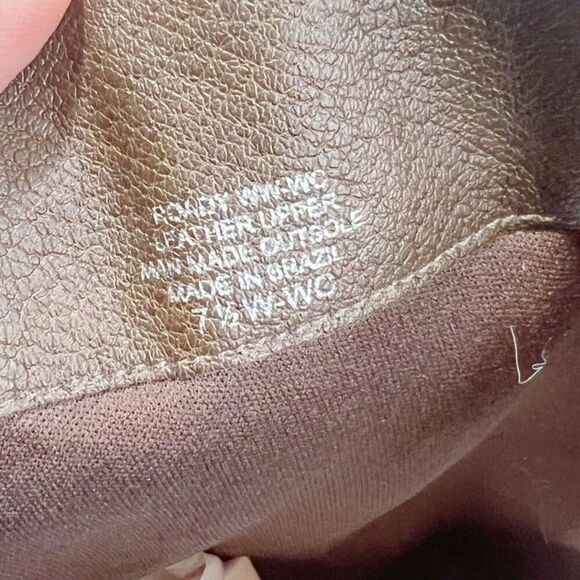 ROADY WW-WC
LEATHER UPPER
MAN MADE OUTSOLE
MADE IN BRAZIL
7 ½ W-WC